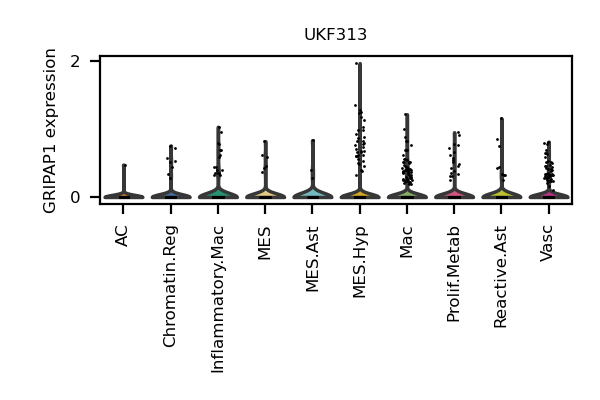 UKF313
GRIPAP1 expression
2
0
AC
Chromatin.Reg
Inflammatory.Mac
MES
MES.Ast
MES.Hyp
Mac
Prolif.Metab
Reactive.Ast
Vasc